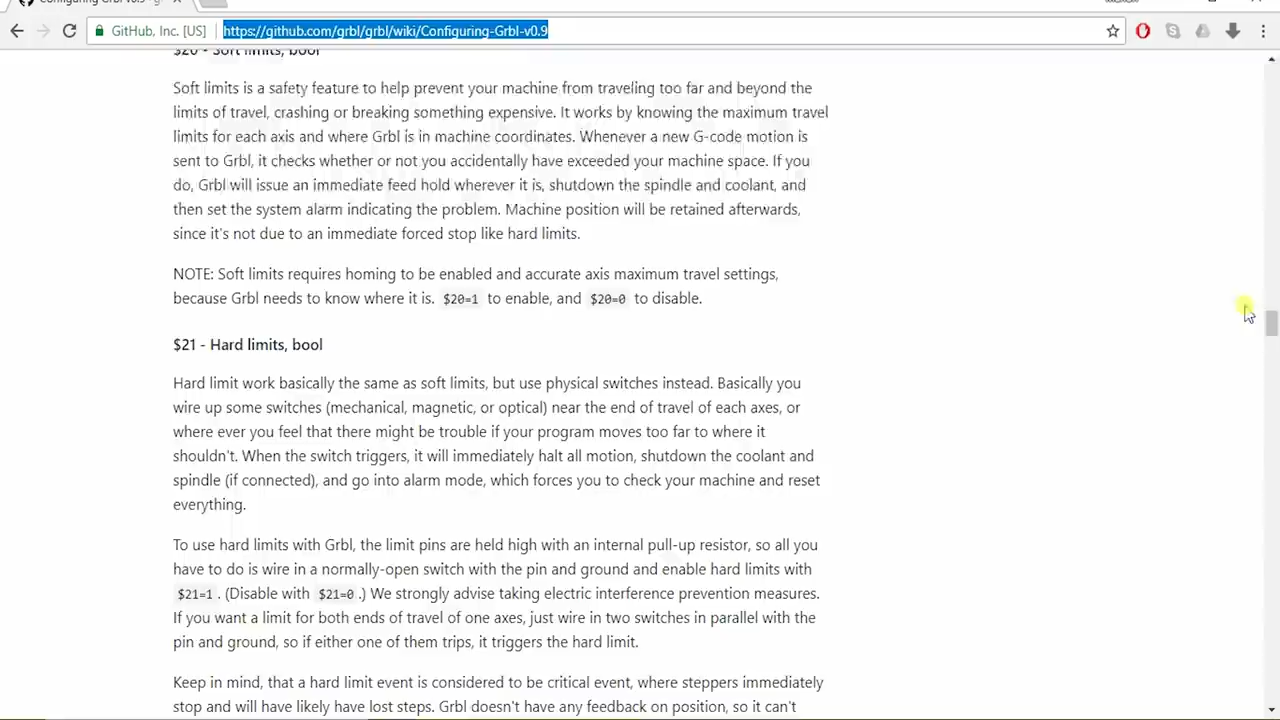 GitHub, Inc. [US]
https://github.com/grbl/grbl/wiki/Configuring-Grbl-v0.9
$20 - Soft limits, bool
Soft limits is a safety feature to help prevent your machine from traveling too far and beyond the
limits of travel, crashing or breaking something expensive. It works by knowing the maximum travel
limits for each axis and where Grbl is in machine coordinates. Whenever a new G-code motion is
sent to Grbl, it checks whether or not you accidentally have exceeded your machine space. If you
do, Grbl will issue an immediate feed hold wherever it is, shutdown the spindle and coolant, and
then set the system alarm indicating the problem. Machine position will be retained afterwards,
since it's not due to an immediate forced stop like hard limits.
NOTE: Soft limits requires homing to be enabled and accurate axis maximum travel settings,
because Grbl needs to know where it is. $20=1 to enable, and $20=0 to disable.
$21 - Hard limits, bool
Hard limit work basically the same as soft limits, but use physical switches instead. Basically you
wire up some switches (mechanical, magnetic, or optical) near the end of travel of each axes, or
where ever you feel that there might be trouble if your program moves too far to where it
shouldn't. When the switch triggers, it will immediately halt all motion, shutdown the coolant and
spindle (if connected), and go into alarm mode, which forces you to check your machine and reset
everything.
To use hard limits with Grbl, the limit pins are held high with an internal pull-up resistor, so all you
have to do is wire in a normally-open switch with the pin and ground and enable hard limits with
$21=1 . (Disable with $21=0 .) We strongly advise taking electric interference prevention measures.
If you want a limit for both ends of travel of one axes, just wire in two switches in parallel with the
pin and ground, so if either one of them trips, it triggers the hard limit.
Keep in mind, that a hard limit event is considered to be critical event, where steppers immediately
stop and will have likely have lost steps. Grbl doesn't have any feedback on position, so it can't